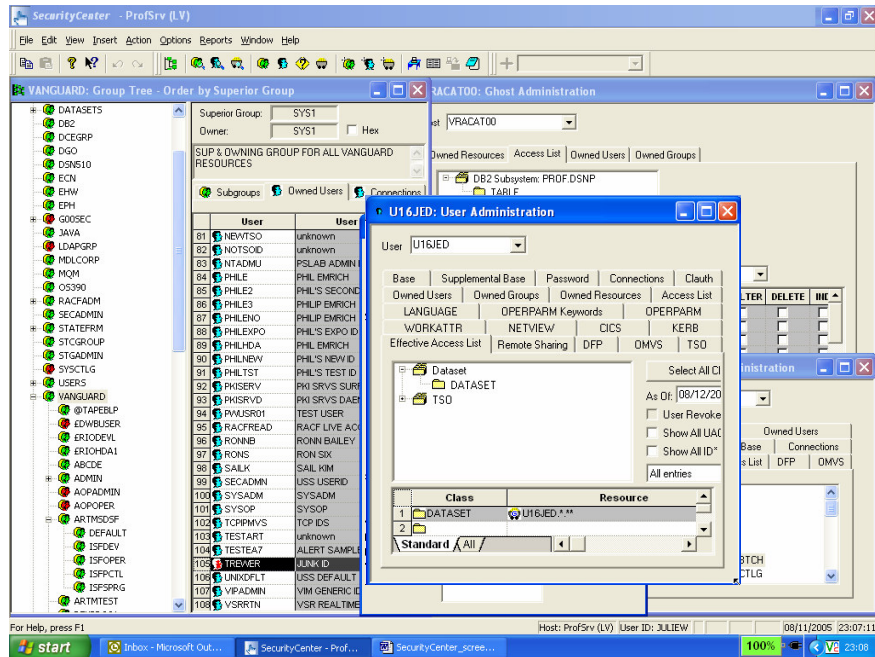 SecurityCenter - ProfSrv (LV)
File Edit View Insert Action Options Reports Window Help
VANGUARD: Group Tree - Order by Superior Group
DATASETS
DB2
DCEGRP
DGO
DSN510
ECN
EHW
EPH
G00SEC
JAVA
LDAPGRP
MDLCORP
MQM
OS390
RACFADM
SECADMIN
STATEFRM
STCGROUP
STGADMIN
SYSCTLG
USERS
VANGUARD
@TAPEBLP
£DWBUSER
£RIODEVL
£RIOHDA1
ABCDE
ADMIN
AOPADMIN
AOPOPER
ARTMSDSF
DEFAULT
ISFDEV
ISFOPER
ISFPCTL
ISFSPRG
ARTMTEST
Superior Group: SYS1
Owner: SYS1 Hex
SUP & OWNING GROUP FOR ALL VANGUARD
RESOURCES
Subgroups Owned Users Connections
User User
81 NEWTSO unknown
82 NOTSOID unknown
83 NTADMU PSLAB ADMIN
84 PHILE PHIL EMRICH
85 PHILE2 PHIL'S SECOND
86 PHILE3 PHILIP EMRICH
87 PHILENO PHILIP EMRICH
88 PHILEXPO PHIL'S EXPO ID
89 PHILHDA PHIL EMRICH
90 PHILNEW PHIL'S NEW ID
91 PHILTST PHIL'S TEST ID
92 PKISERV PKI SRVS SURR
93 PKISRVD PKI SRVS DAE
94 PWUSR01 TEST USER
95 RACFREAD RACF LIVE AC
96 RONNB RONN BAILEY
97 RONS RON SIX
98 SAILK SAIL KIM
99 SECADMN USS USERID
100 SYSADM SYSADM
101 SYSOP SYSOP
102 TCPIPMVS TCP IDS
103 TESTART unknown
104 TESTEA7 ALERT SAMPLE
105 TREWER JUNK ID
106 UNIXDFLT USS DEFAULT
107 VIPADMIN VIM GENERIC I
108 VSRRTN VSR REALTIME
RACAT00: Ghost Administration
st VRACAT00
Owned Resources Access List Owned Users Owned Groups
DB2 Subsystem: PROF.DSNP
TABLE
LTER DELETE
U16JED: User Administration
User U16JED
Base Supplemental Base Password Connections Clauth
Owned Users Owned Groups Owned Resources Access List
LANGUAGE OPERPARM Keywords OPERPARM
WORKATTR NETVIEW CICS KERB
Effective Access List Remote Sharing DFP OMVS TSO
Dataset
DATASET
TSO
Select All Cl
As Of: 08/12/20
User Revoke
Show All UAC
Show All ID*
All entries
Class Resource
1 DATASET U16JED.*.**
2
Standard All
inistration
Owned Users
Base Connections
s List DFP OMVS
TCH
CTLG
For Help, press F1
Host: ProfSrv (LV) User ID: JULIEW 08/11/2005 23:07:11
start Inbox - Microsoft Out... SecurityCenter - Prof... SecurityCenter_scree... 100% 23:08